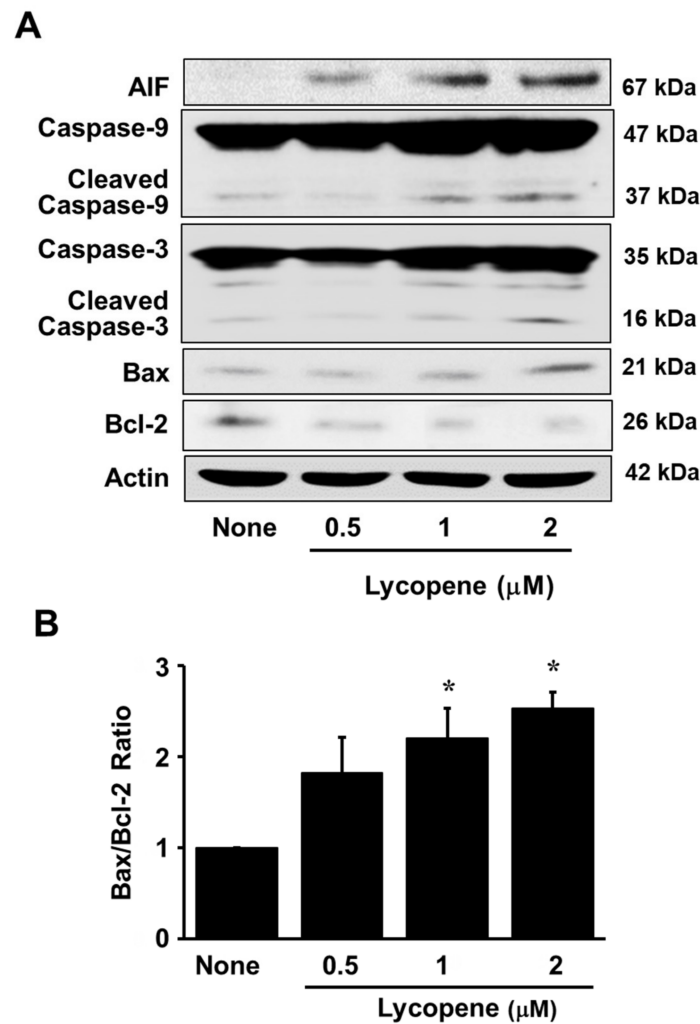 A
AIF 67 kDa
Caspase-9 47 kDa
Cleaved
Caspase-9 37 kDa
Caspase-3 35 kDa
Cleaved
Caspase-3 16 kDa
Bax 21 kDa
Bcl-2 26 kDa
Actin 42 kDa
None 0.5 1 2
Lycopene (μM)
B
Bax/Bcl-2 Ratio
3
2
1
0
* *
None 0.5 1 2
Lycopene (μM)